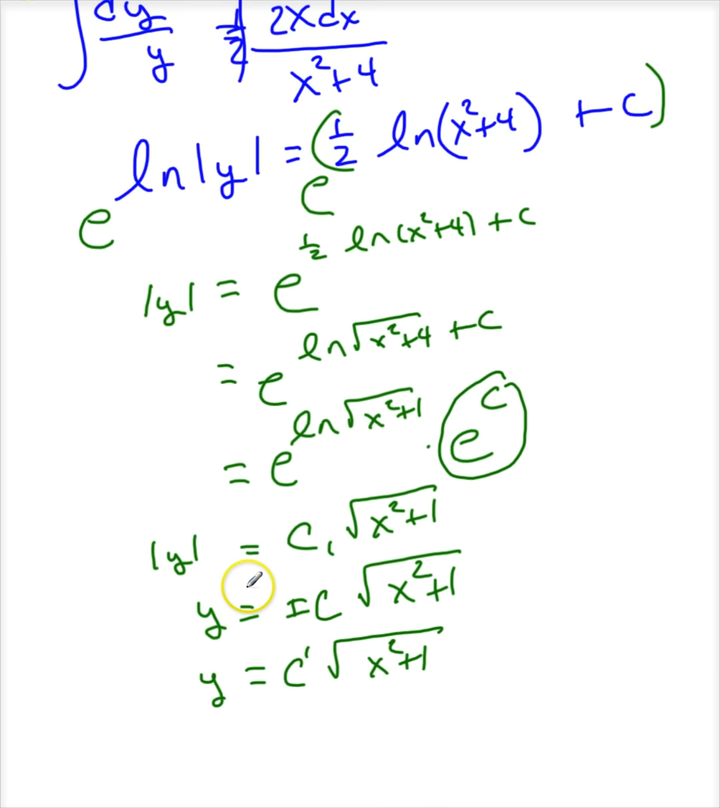 ∫ dy/y = 1/2 ∫ 2x dx/(x²+4)
e^(ln|y|) = e^(1/2 ln(x²+4) + C)
|y| = e^(1/2 ln(x²+4) + C)
= e^(ln√(x²+4) + C)
= e^(ln√(x²+1)) · e^C
|y| = C₁ √(x²+1)
y = ±C √(x²+1)
y = C' √(x²+1)